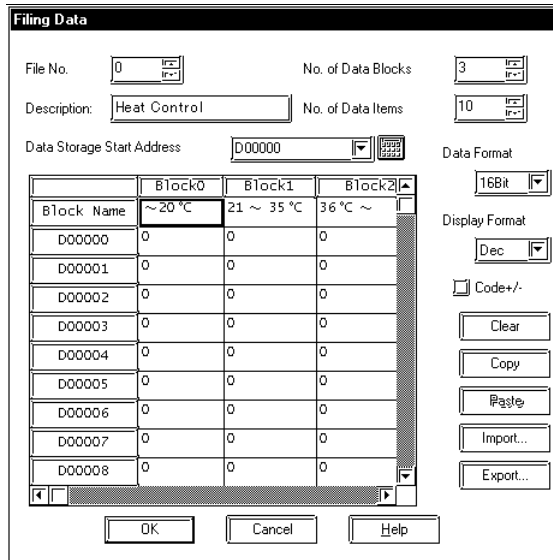 Filing Data
File No. 0 No. of Data Blocks 3
Description: Heat Control No. of Data Items 10
Data Storage Start Address D00000
Data Format
16Bit
Display Format
Dec
Code+/-
Block0 Block1 Block2
Block Name ～20 ℃ 21 ～ 35 ℃ 36 ℃ ～
D00000 0 0 0
D00001 0 0 0
D00002 0 0 0
D00003 0 0 0
D00004 0 0 0
D00005 0 0 0
D00006 0 0 0
D00007 0 0 0
D00008 0 0 0
Clear
Copy
Paste
Import...
Export...
OK Cancel Help